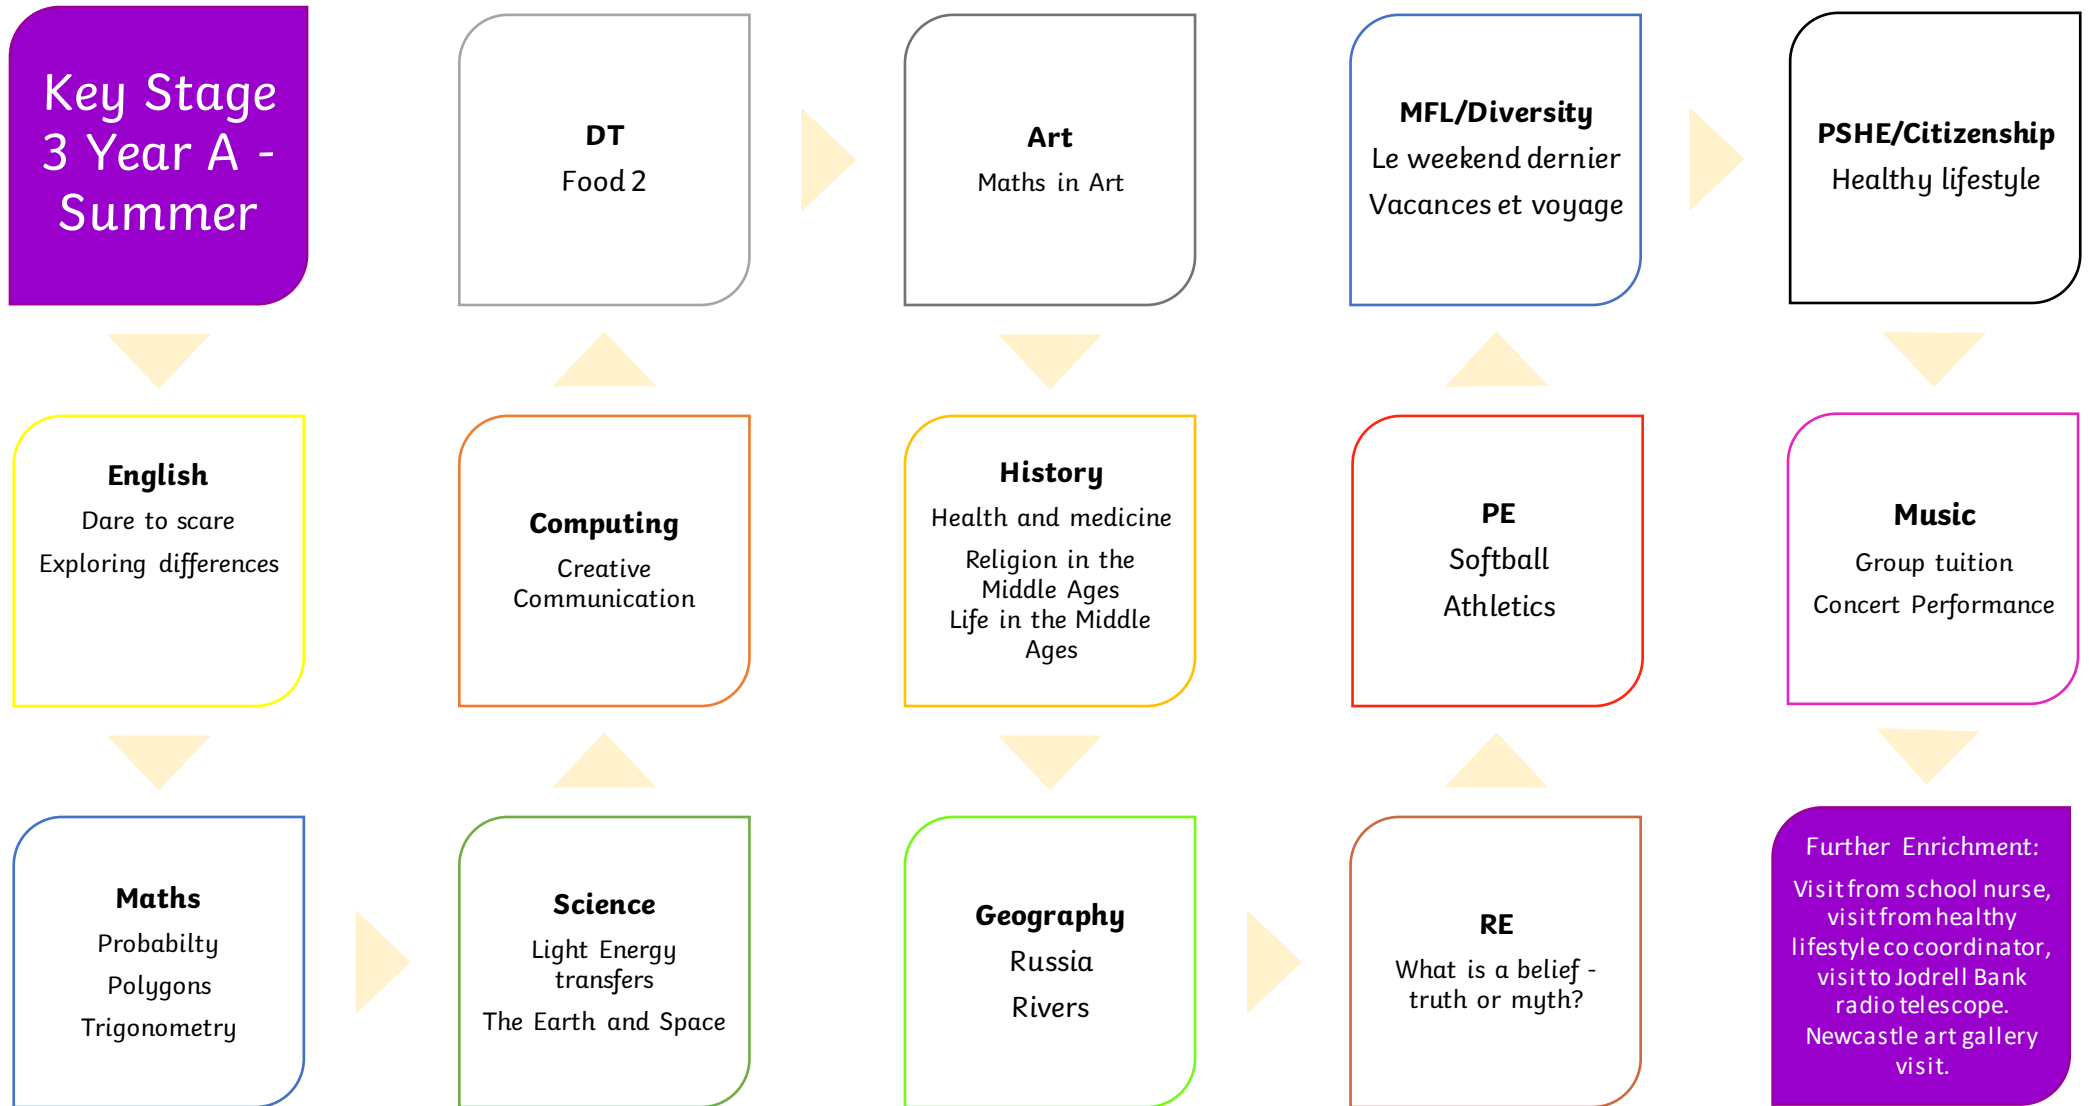 Key Stage
3 Year A -
Summer
English
Dare to scare
Exploring differences
Maths
Probabilty
Polygons
Trigonometry
Science
Light Energy
transfers
The Earth and Space
Computing
Creative
Communication
DT
Food 2
Art
Maths in Art
History
Health and medicine
Religion in the
Middle Ages
Life in the Middle
Ages
Geography
Russia
Rivers
RE
What is a belief -
truth or myth?
PE
Softball
Athletics
MFL/Diversity
Le weekend dernier
Vacances et voyage
PSHE/Citizenship
Healthy lifestyle
Music
Group tuition
Concert Performance
Further Enrichment:
Visit from school nurse,
visit from healthy
lifestyle co coordinator,
visit to Jodrell Bank
radio telescope.
Newcastle art gallery
visit.